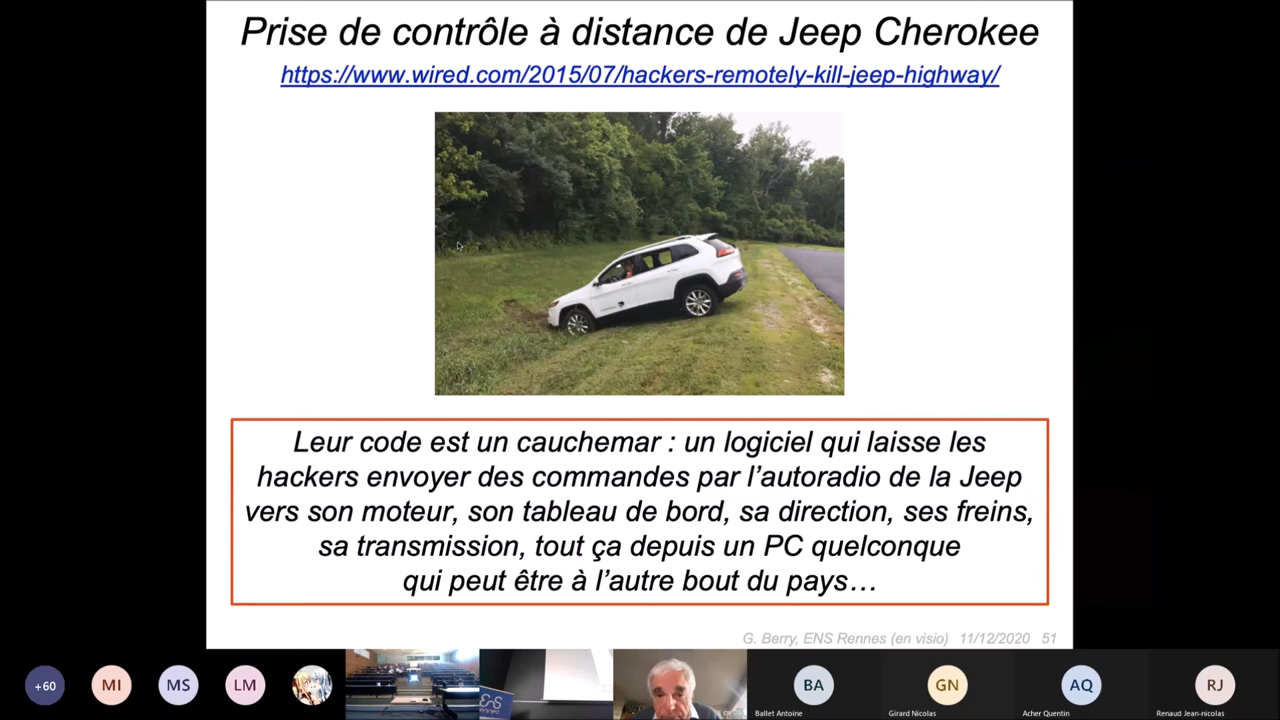 Prise de contrôle à distance de Jeep Cherokee
https://www.wired.com/2015/07/hackers-remotely-kill-jeep-highway/
Leur code est un cauchemar : un logiciel qui laisse les
hackers envoyer des commandes par l’autoradio de la Jeep
vers son moteur, son tableau de bord, sa direction, ses freins,
sa transmission, tout ça depuis un PC quelconque
qui peut être à l’autre bout du pays…
G. Berry, ENS Rennes (en visio) 11/12/2020 51
+60
MI
MS
LM
BA
GN
AQ
RJ
Ballet Antoine
Girard Nicolas
Acher Quentin
Renaud Jean-nicolas